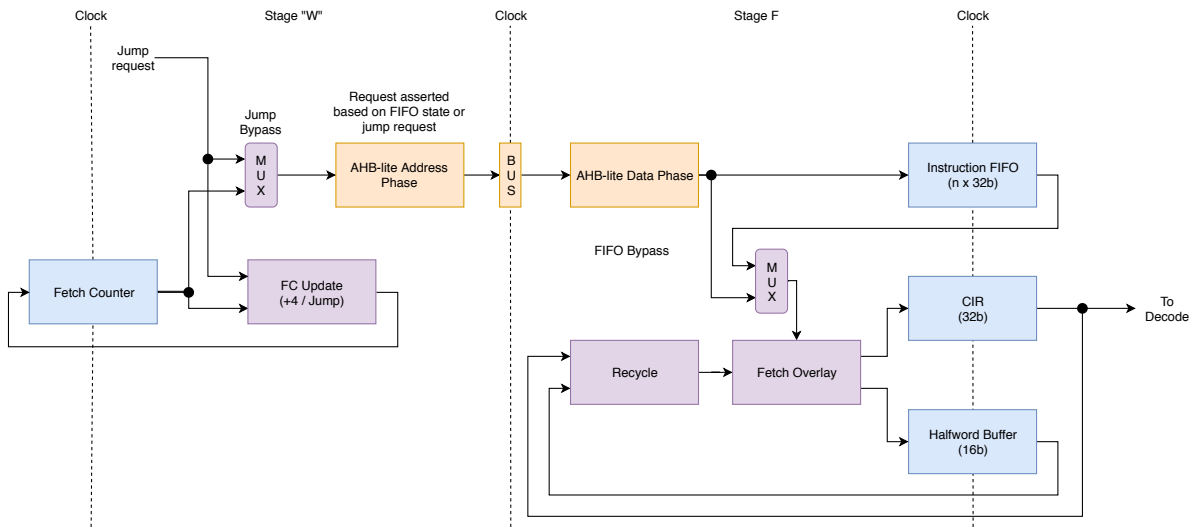 Clock
Stage "W"
Clock
Stage F
Clock
Jump
request
Jump
Bypass
Request asserted
based on FIFO state or
jump request
M
U
X
AHB-lite Address
Phase
B
U
S
AHB-lite Data Phase
Instruction FIFO
(n x 32b)
FIFO Bypass
M
U
X
Fetch Counter
FC Update
(+4 / Jump)
CIR
(32b)
To
Decode
Recycle
Fetch Overlay
Halfword Buffer
(16b)